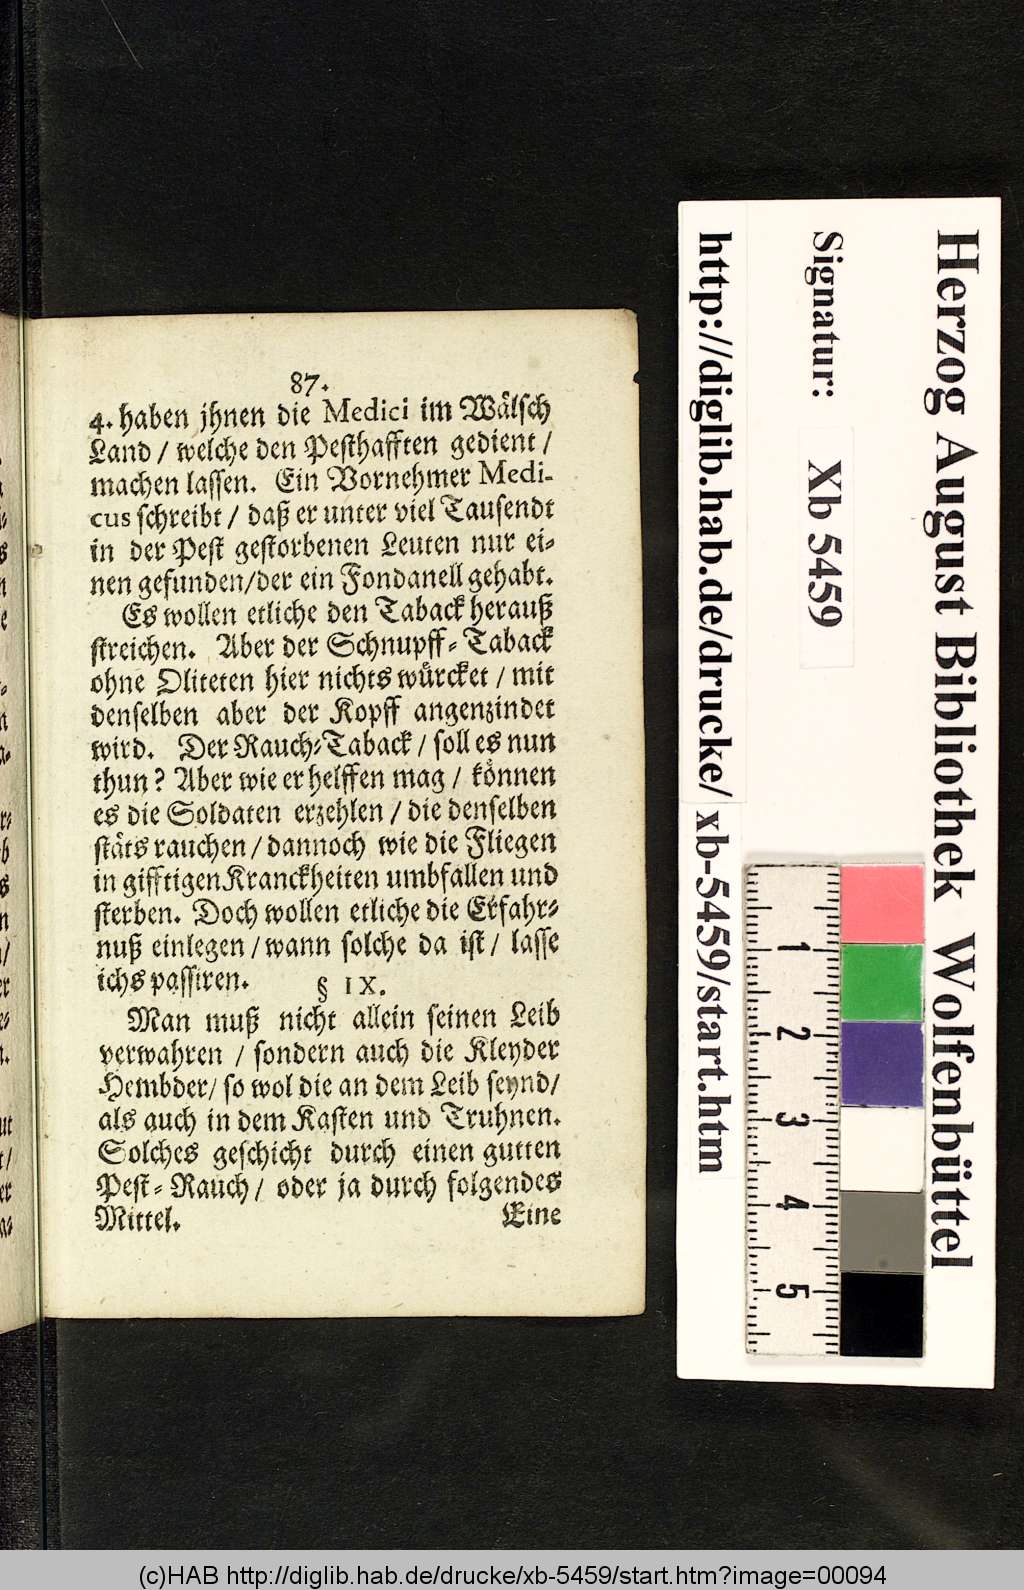 87.
4. haben jhnen die Medici im Wälsch
Land / welche den Pesthafften gedient /
machen lassen. Ein Vornehmer Medi-
cus schreibt / daß er unter viel Tausendt
in der Pest gestorbenen Leuten nur ei-
nen gefunden/der ein Fondanell gehabt.
Es wollen etliche den Taback herauß
streichen. Aber der Schnupff-Taback
ohne Oliteten hier nichts würcket / mit
denselben aber der Kopff angenzindet
wird. Der Rauch-Taback / soll es nun
thun? Aber wie er helffen mag / können
es die Soldaten erzehlen / die denselben
stäts rauchen / dannoch wie die Fliegen
in gifftigen Kranckheiten umbfallen und
sterben. Doch wollen etliche die Erfahr-
nuß einlegen / wann solche da ist / lasse
ichs passiren.
§ IX.
Man muß nicht allein seinen Leib
verwahren / sondern auch die Kleyder
Hembder/ so wol die an dem Leib seynd/
als auch in dem Kasten und Truhnen.
Solches geschicht durch einen gutten
Pest-Rauch / oder ja durch folgendes
Mittel.
Eine
Herzog August Bibliothek Wolfenbüttel
Signatur: Xb 5459
http://diglib.hab.de/drucke/ xb-5459/start.htm
1
2
3
4
5
(c)HAB http://diglib.hab.de/drucke/xb-5459/start.htm?image=00094